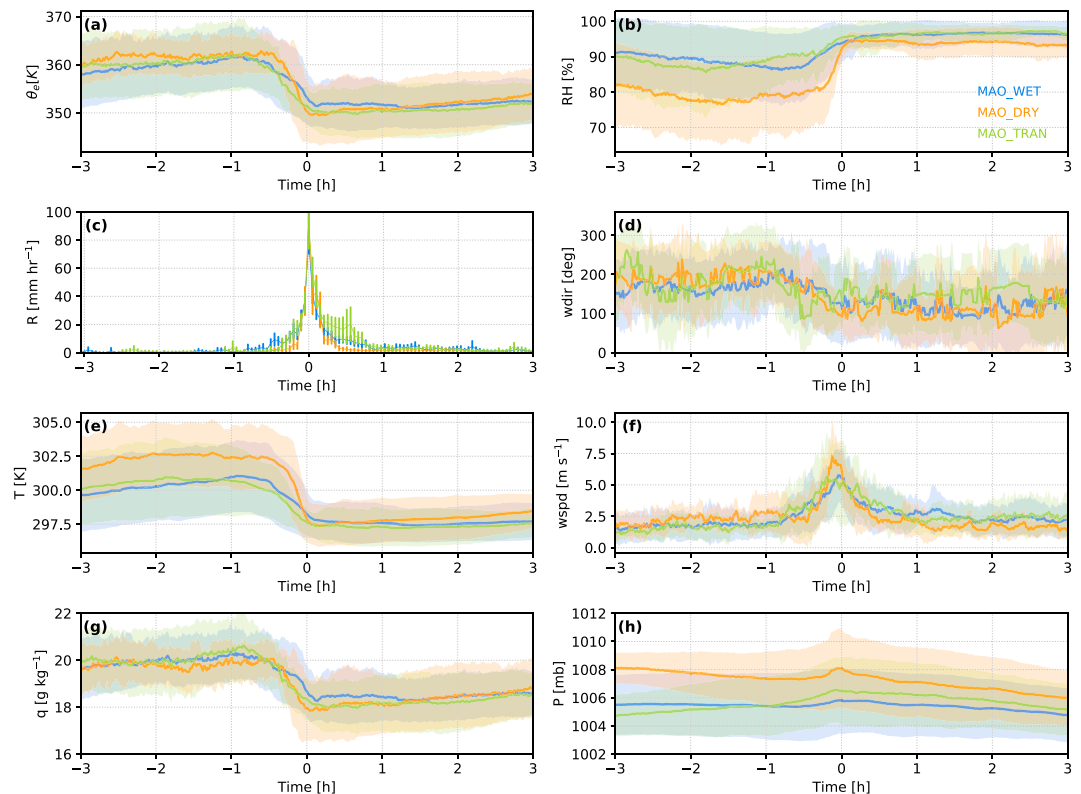 (a)
370
360
350
θe[K]
−3 −2 −1 0 1 2 3
Time [h]
(b)
100
90
80
70
RH [%]
MAO_WET
MAO_DRY
MAO_TRAN
−3 −2 −1 0 1 2 3
Time [h]
(c)
100
80
60
40
20
0
R [mm hr⁻¹]
−3 −2 −1 0 1 2 3
Time [h]
(d)
300
200
100
0
wdir [deg]
−3 −2 −1 0 1 2 3
Time [h]
(e)
305.0
302.5
300.0
297.5
T [K]
−3 −2 −1 0 1 2 3
Time [h]
(f)
10.0
7.5
5.0
2.5
0.0
wspd [m s⁻¹]
−3 −2 −1 0 1 2 3
Time [h]
(g)
22
20
18
16
q [g kg⁻¹]
−3 −2 −1 0 1 2 3
Time [h]
(h)
1012
1010
1008
1006
1004
1002
P [mb]
−3 −2 −1 0 1 2 3
Time [h]